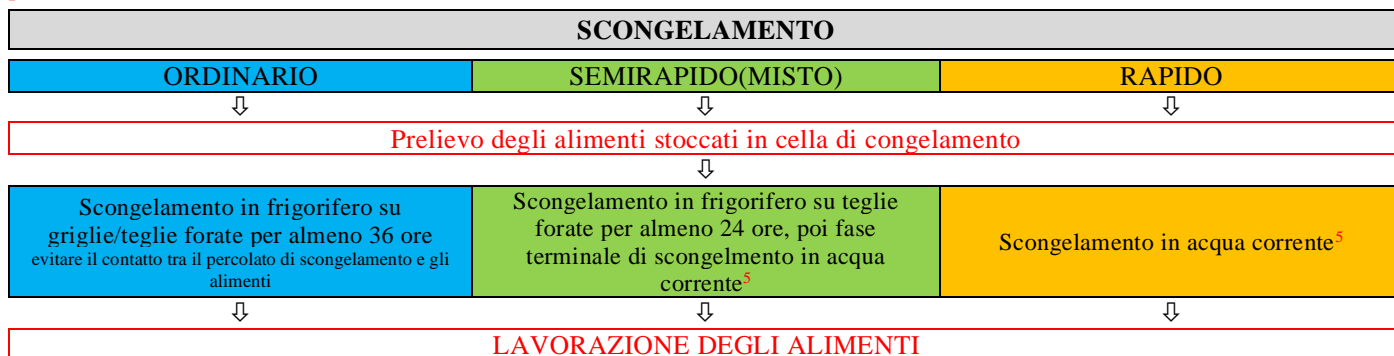 SCONGELAMENTO
ORDINARIO
SEMIRAPIDO(MISTO)
RAPIDO
⇩ ⇩ ⇩
Prelievo degli alimenti stoccati in cella di congelamento
⇩
Scongelamento in frigorifero su
griglie/teglie forate per almeno 36 ore
evitare il contatto tra il percolato di scongelamento e gli
alimenti
Scongelamento in frigorifero su teglie
forate per almeno 24 ore, poi fase
terminale di scongelmento in acqua
corrente⁵
Scongelamento in acqua corrente⁵
⇩ ⇩ ⇩
LAVORAZIONE DEGLI ALIMENTI